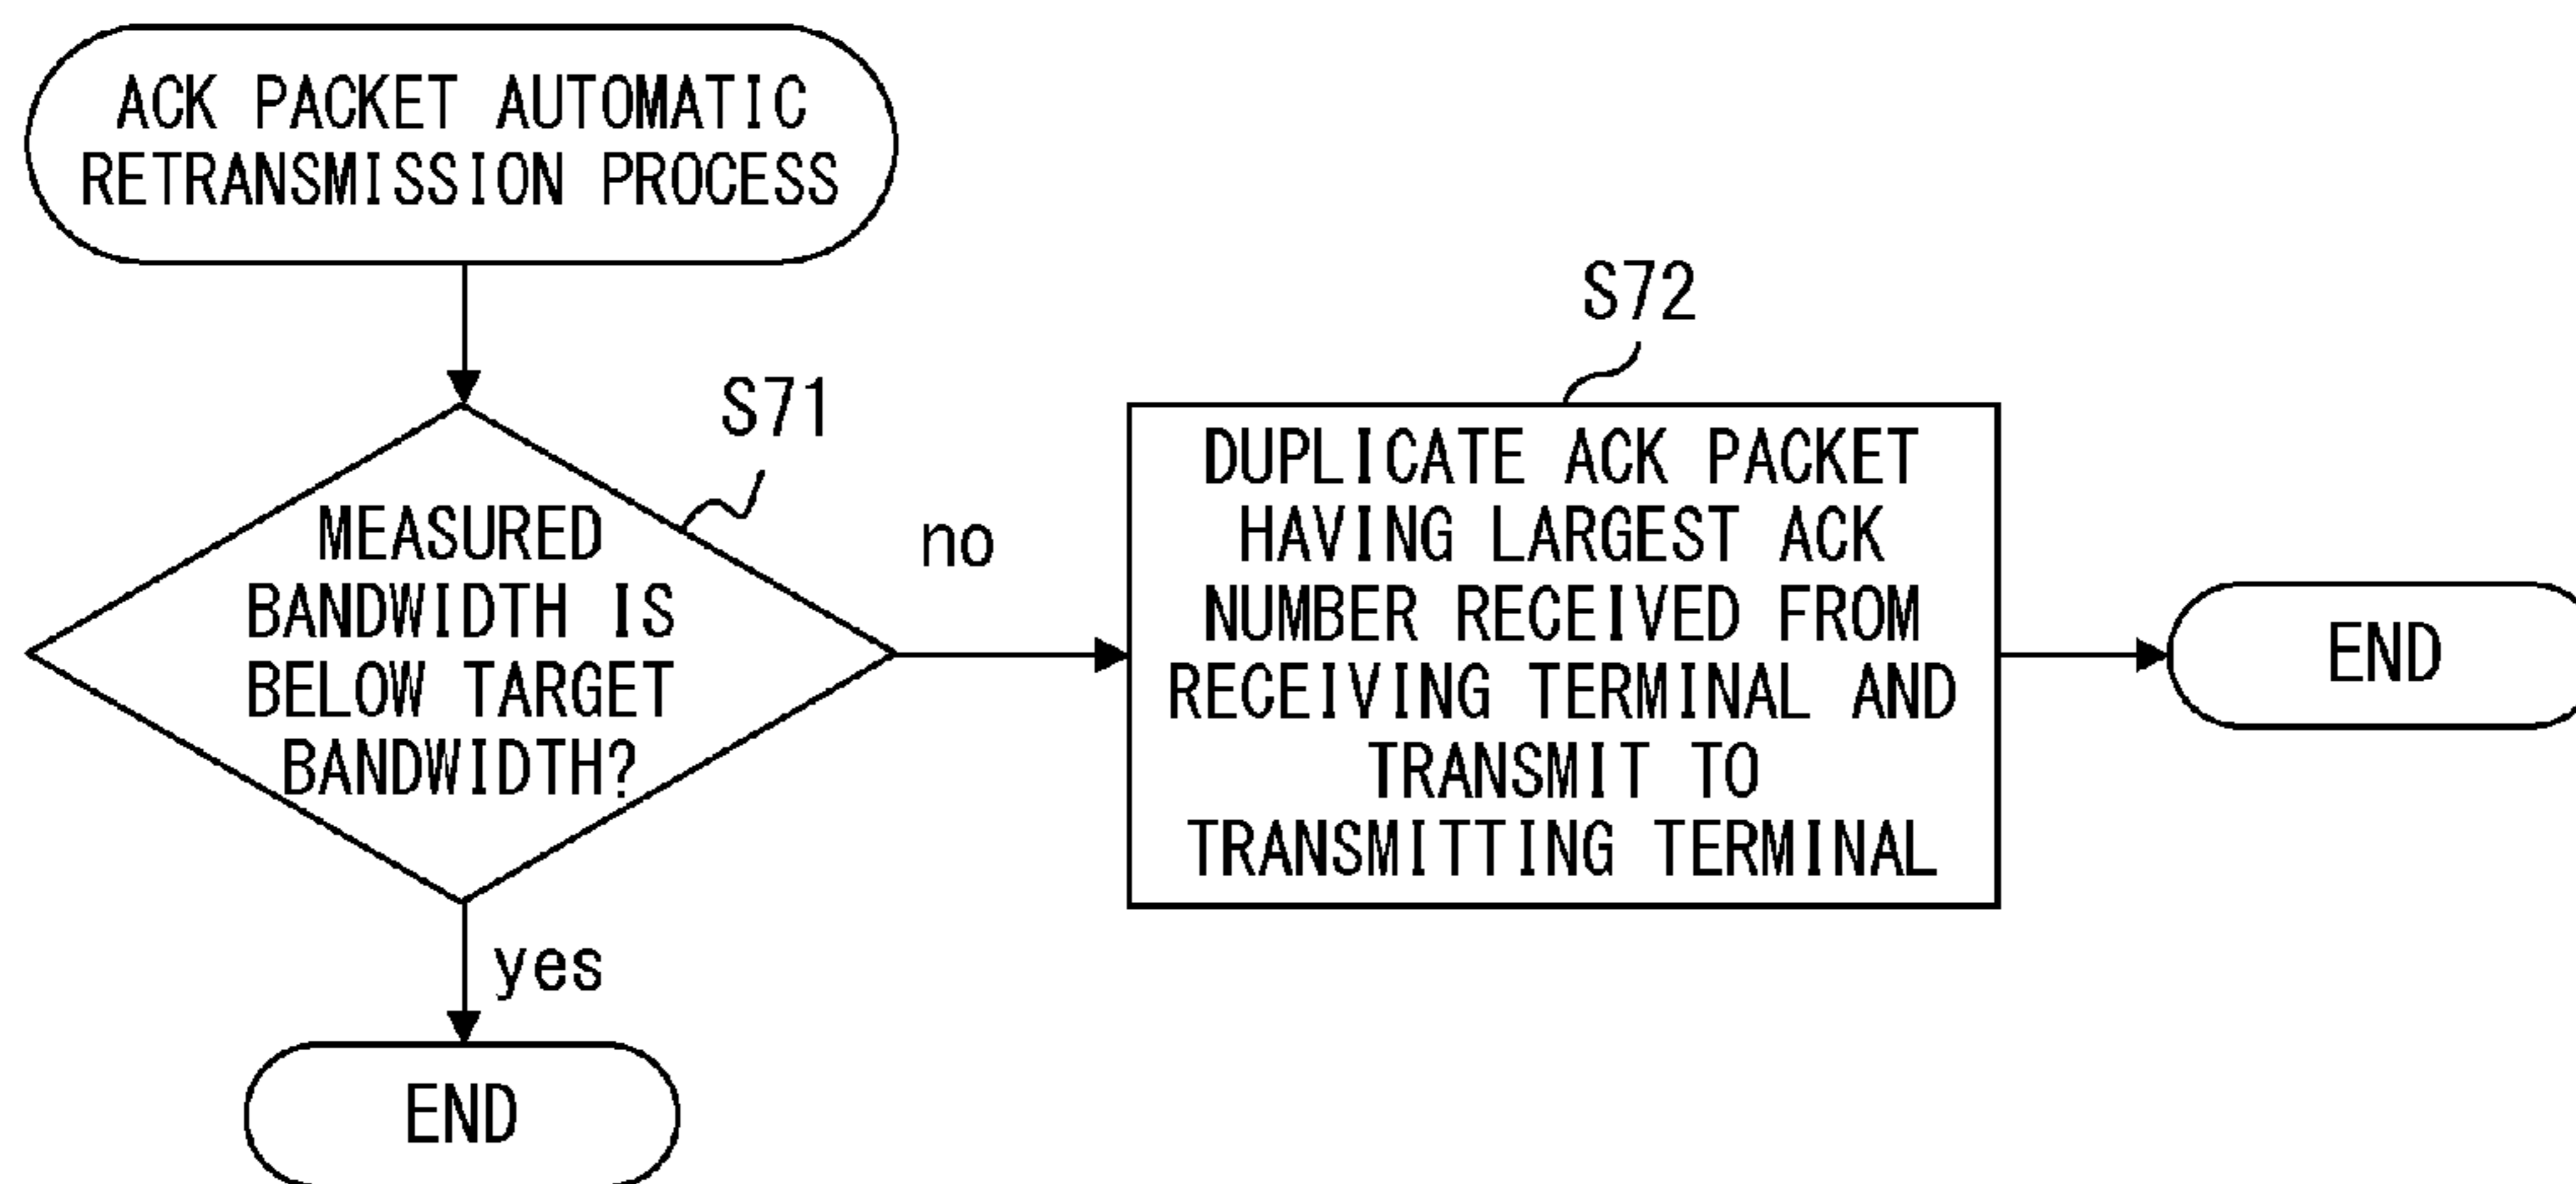 ACK PACKET AUTOMATIC
RETRANSMISSION PROCESS
S71
MEASURED
BANDWIDTH IS
BELOW TARGET
BANDWIDTH?
no
yes
END
S72
DUPLICATE ACK PACKET
HAVING LARGEST ACK
NUMBER RECEIVED FROM
RECEIVING TERMINAL AND
TRANSMIT TO
TRANSMITTING TERMINAL
END